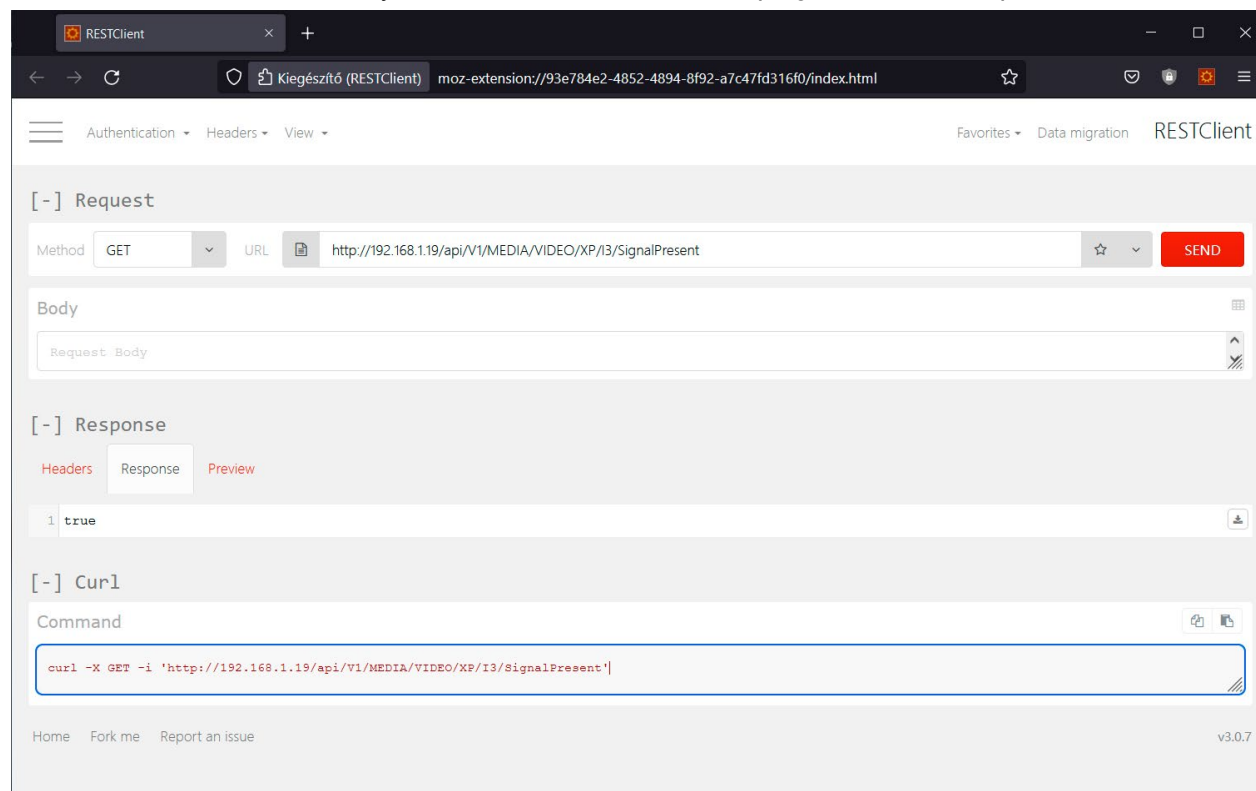 RESTClient
Kiegészítő (RESTClient) moz-extension://93e784e2-4852-4894-8f92-a7c47fd316f0/index.html
Authentication Headers View Favorites Data migration RESTClient
[-] Request
Method GET URL http://192.168.1.19/api/V1/MEDIA/VIDEO/XP/I3/SignalPresent SEND
Body
Request Body
[-] Response
Headers Response Preview
1 true
[-] Curl
Command
curl -X GET -i 'http://192.168.1.19/api/V1/MEDIA/VIDEO/XP/I3/SignalPresent'
Home Fork me Report an issue v3.0.7